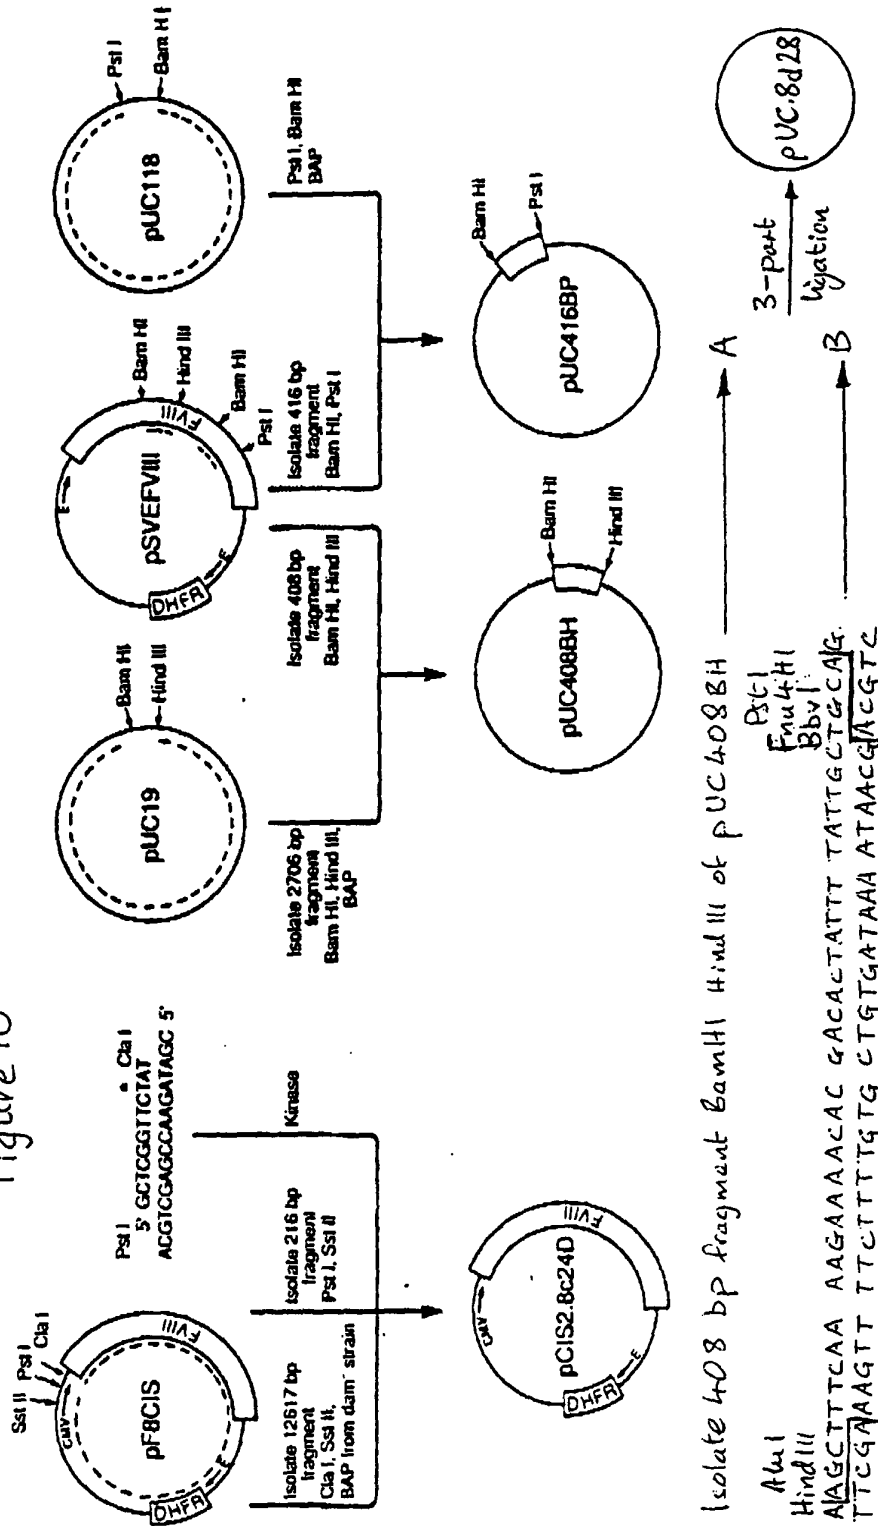 Figure 10
Sst II
Pst I
Cla I
CMV
pF8CIS
FVIII
DHFR
E
Pst I * Cla I
5' GCTCGGTTCTAT
ACGTCGAGCCAAGATAGC 5'
Isolate 12617 bp
fragment
Cla I, Sst II,
BAP from dam⁻ strain
Isolate 216 bp
fragment
Pst I, Sst II
Kinase
CMV
pCIS2.8c24D
FVIII
DHFR
E
pUC19
Bam HI
Hind III
Isolate 2706 bp
fragment
Bam HI, Hind III,
BAP
E
pSVEFVIII
FVIII
DHFR
E
Bam HI
Hind III
Bam HI
Pst I
Isolate 408 bp
fragment
Bam HI, Hind III
Isolate 416 bp
fragment
Bam HI, Pst I
pUC118
Pst I
Bam HI
Pst I, Bam HI
BAP
pUC408BH
Bam HI
Hind III
pUC416BP
Bam HI
Pst I
Isolate 408 bp fragment BamHI HindIII of pUC408BH A
Alu I
Hind III
Pst I
Fnu4HI
Bbv I
AAGCTTTCAA AAGAAAACAC GACACTATTT TATTGCTGCAG.
TTCGAAAGTT TTCTTTTGTG CTGTGATAAA ATAACGACGTC
B
3-part
ligation
pUC.8d28